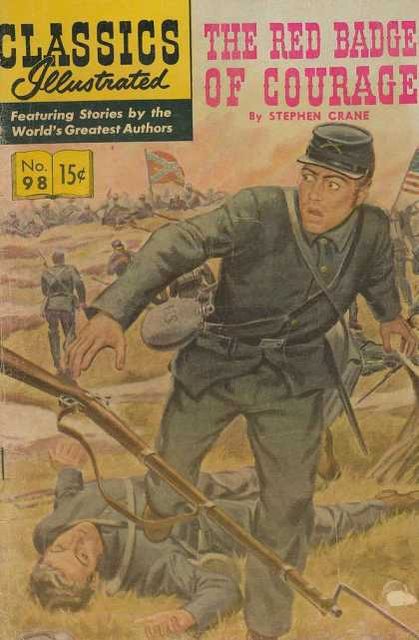 CLASSICS
Illustrated
Featuring Stories by the
World's Greatest Authors
THE RED BADGE
OF COURAGE
By STEPHEN CRANE
No.
98
15¢